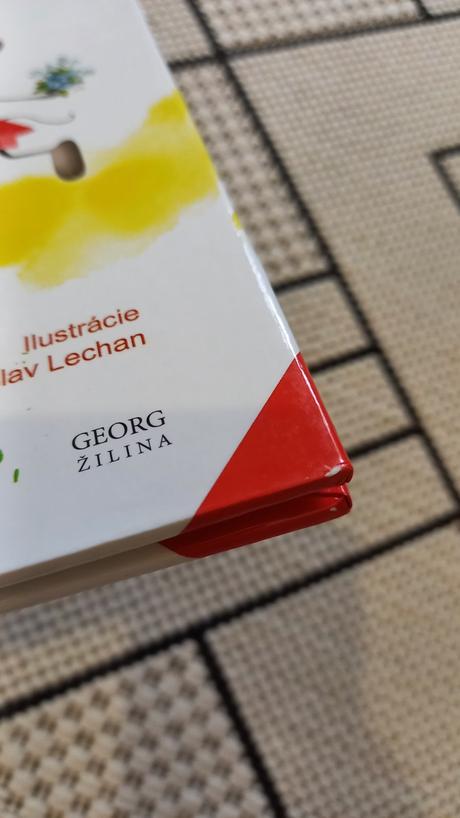 Ilustrácie
lav Lechan
GEORG
ŽILINA